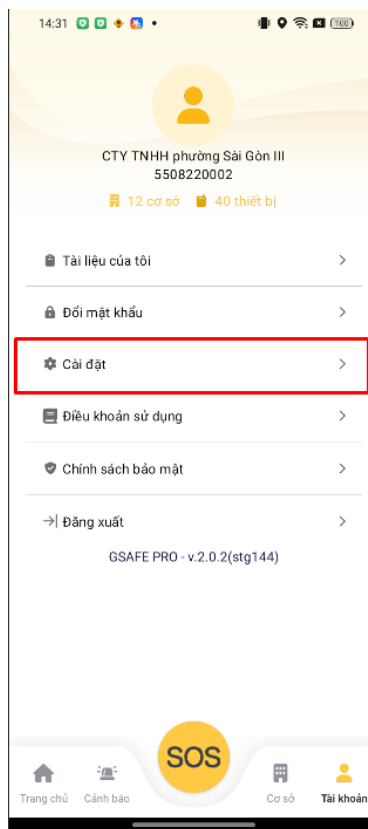 14:31
100
CTY TNHH phường Sài Gòn III
5508220002
12 cơ sở 40 thiết bị
Tài liệu của tôi
Đổi mật khẩu
Cài đặt
Điều khoản sử dụng
Chính sách bảo mật
Đăng xuất
GSAFE PRO - v.2.0.2(stg144)
SOS
Trang chủ Cảnh báo Cơ sở Tài khoản